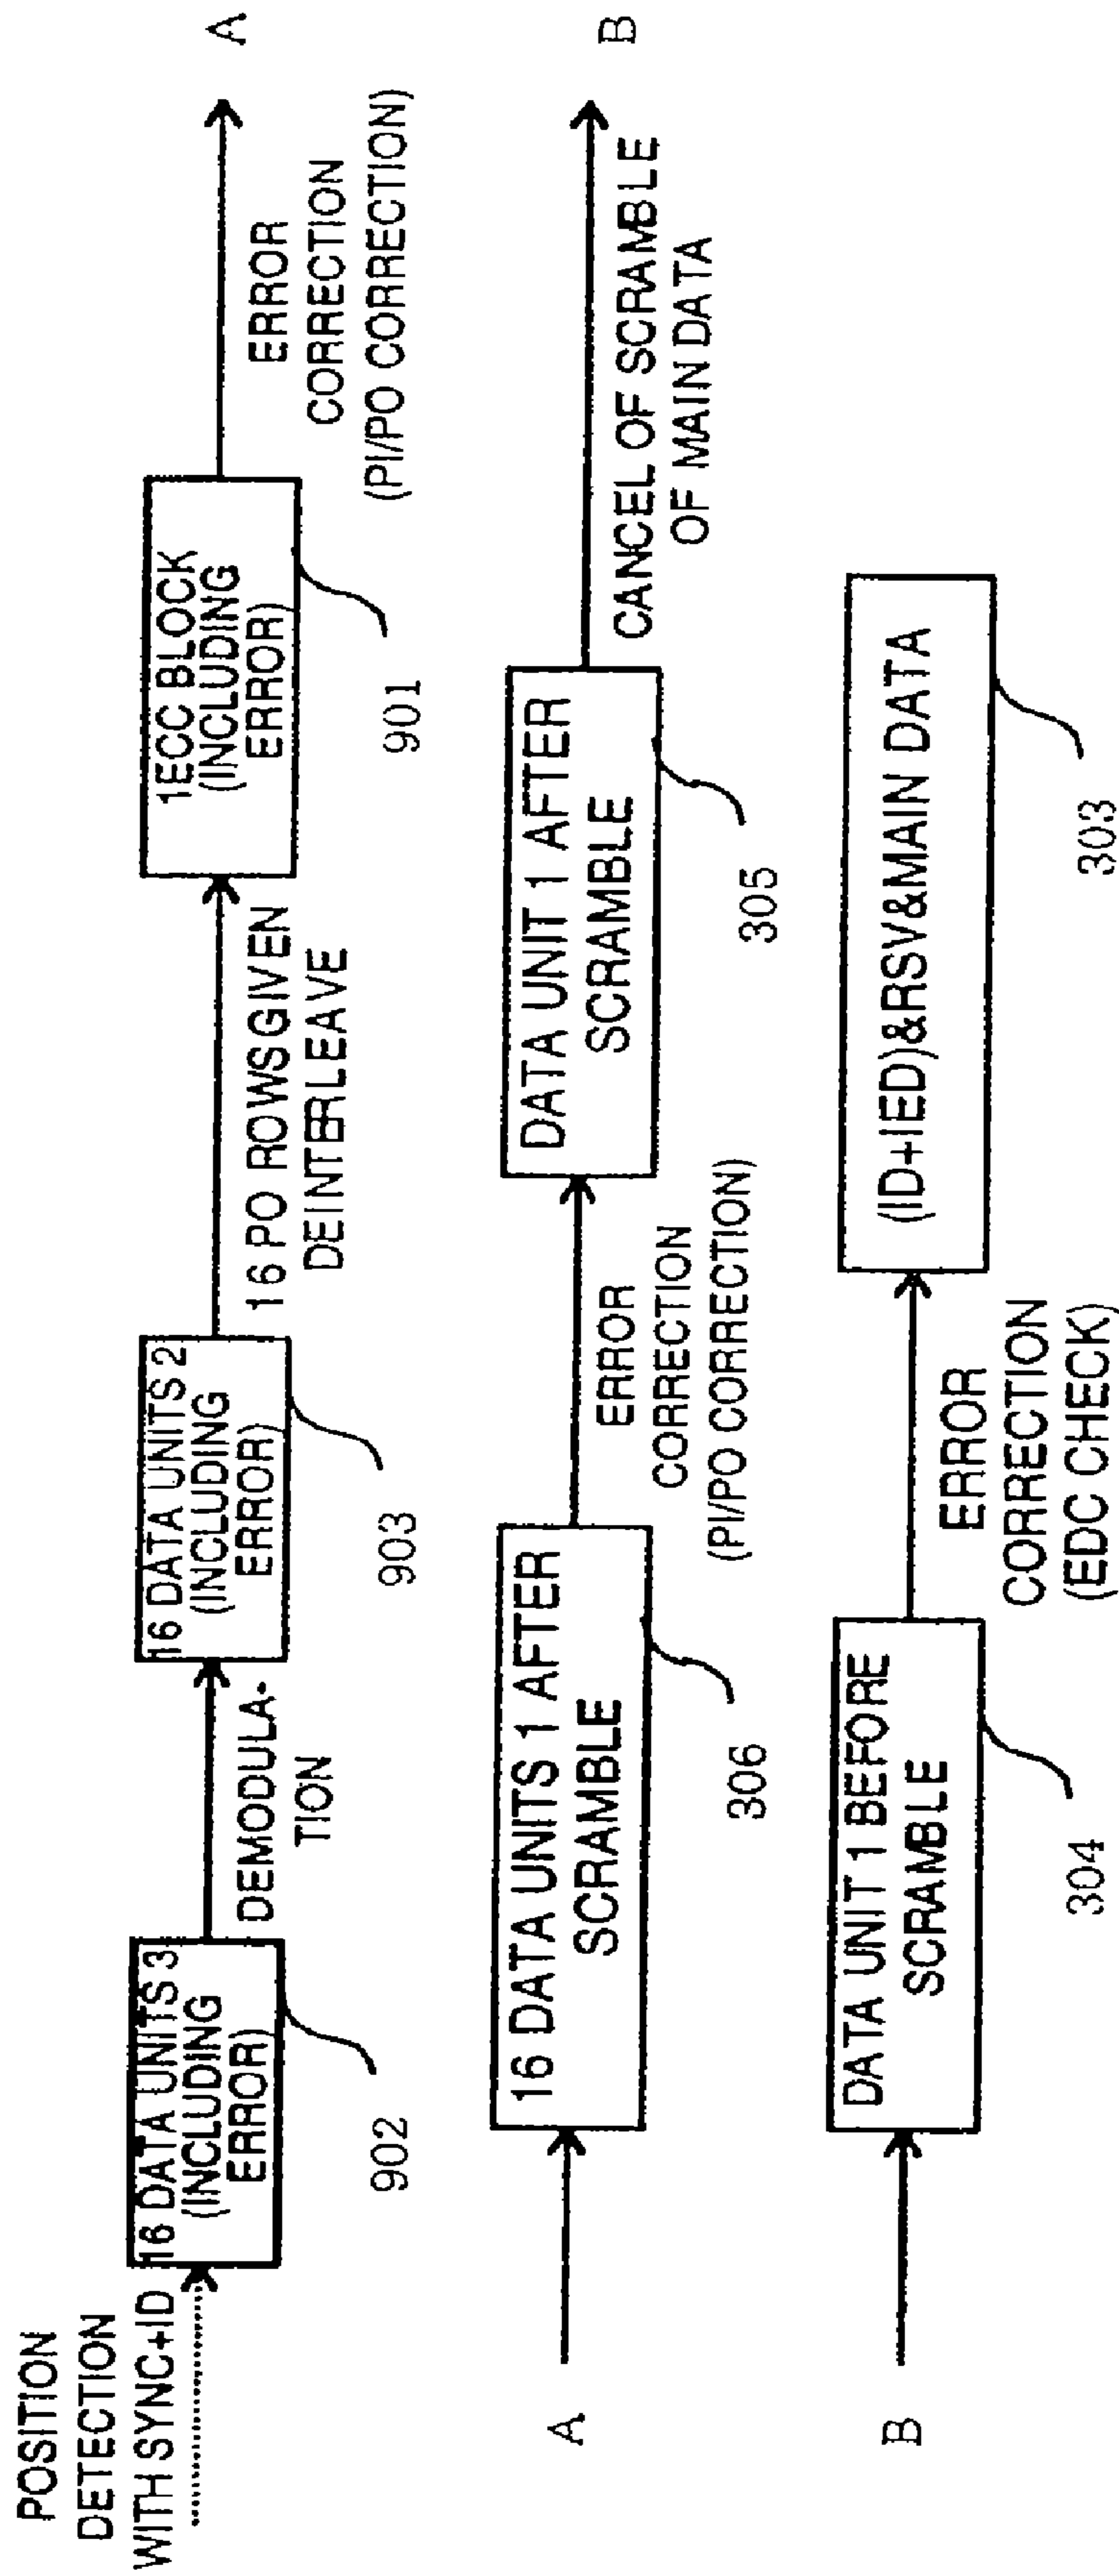 POSITION
DETECTION
WITH SYNC+ID
16 DATA UNITS 3
(INCLUDING
ERROR)
902
DEMODULA-
TION
16 DATA UNITS 2
(INCLUDING
ERROR)
903
16 PO ROWS GIVEN
DEINTERLEAVE
1ECC BLOCK
(INCLUDING
ERROR)
901
ERROR
CORRECTION
(PI/PO CORRECTION)
A
A
16 DATA UNITS 1 AFTER
SCRAMBLE
306
ERROR
CORRECTION
(PI/PO CORRECTION)
DATA UNIT 1 AFTER
SCRAMBLE
305
CANCEL OF SCRAMBLE
OF MAIN DATA
B
B
DATA UNIT 1 BEFORE
SCRAMBLE
304
ERROR
CORRECTION
(EDC CHECK)
(ID+IED)&RSV&MAIN DATA
303